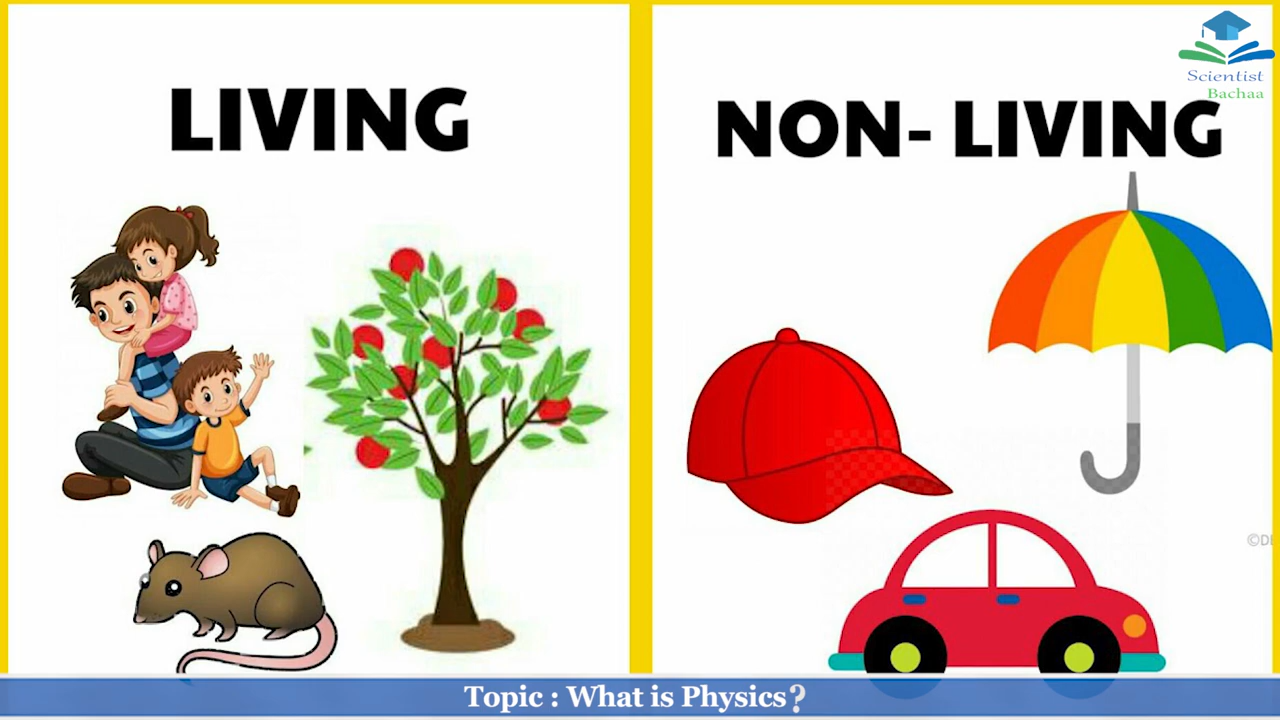 LIVING
NON- LIVING
Scientist
Bachaa
Topic : What is Physics?